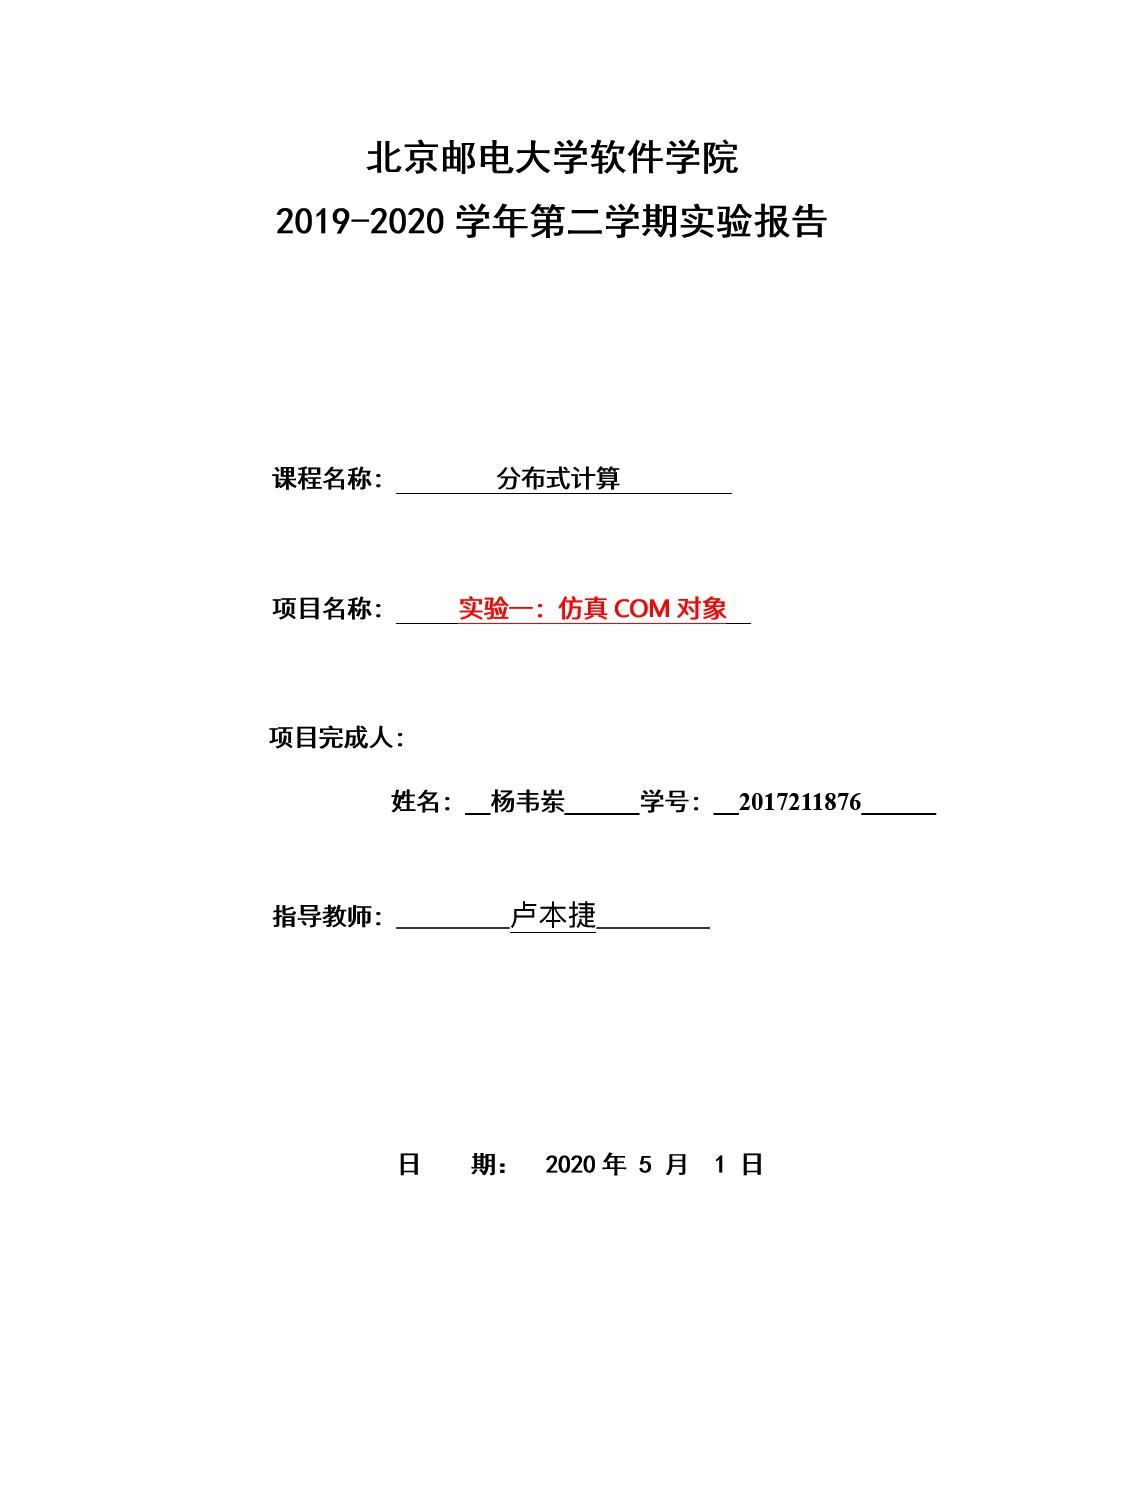 北京邮电大学软件学院
2019-2020 学年第二学期实验报告
课程名称： 分布式计算
项目名称： 实验一：仿真 COM 对象
项目完成人：
姓名： 杨韦岽 学号： 2017211876
指导教师： 卢本捷
日 期： 2020 年 5 月 1 日